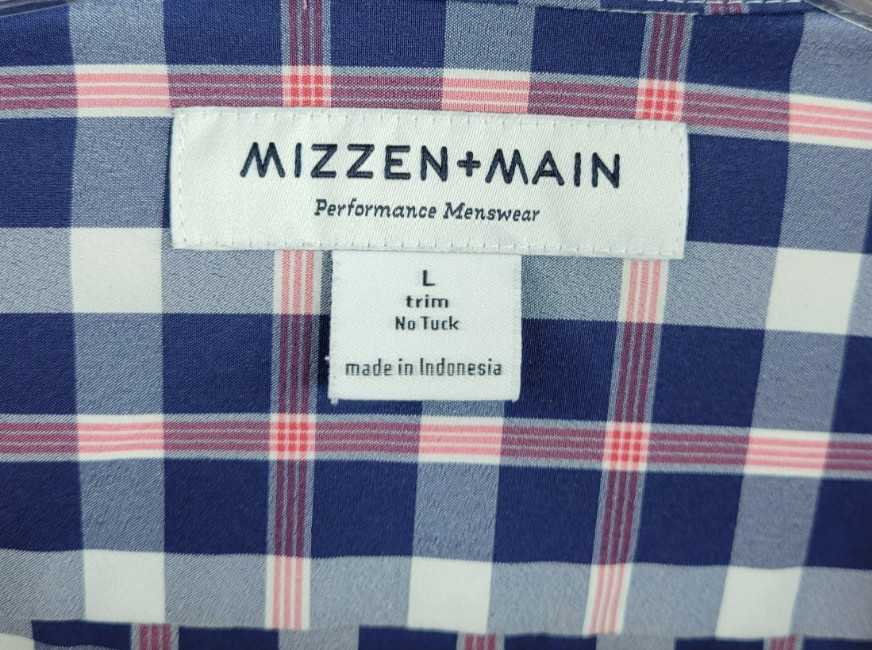 MIZZEN+MAIN
Performance Menswear
L
trim
No Tuck
made in Indonesia